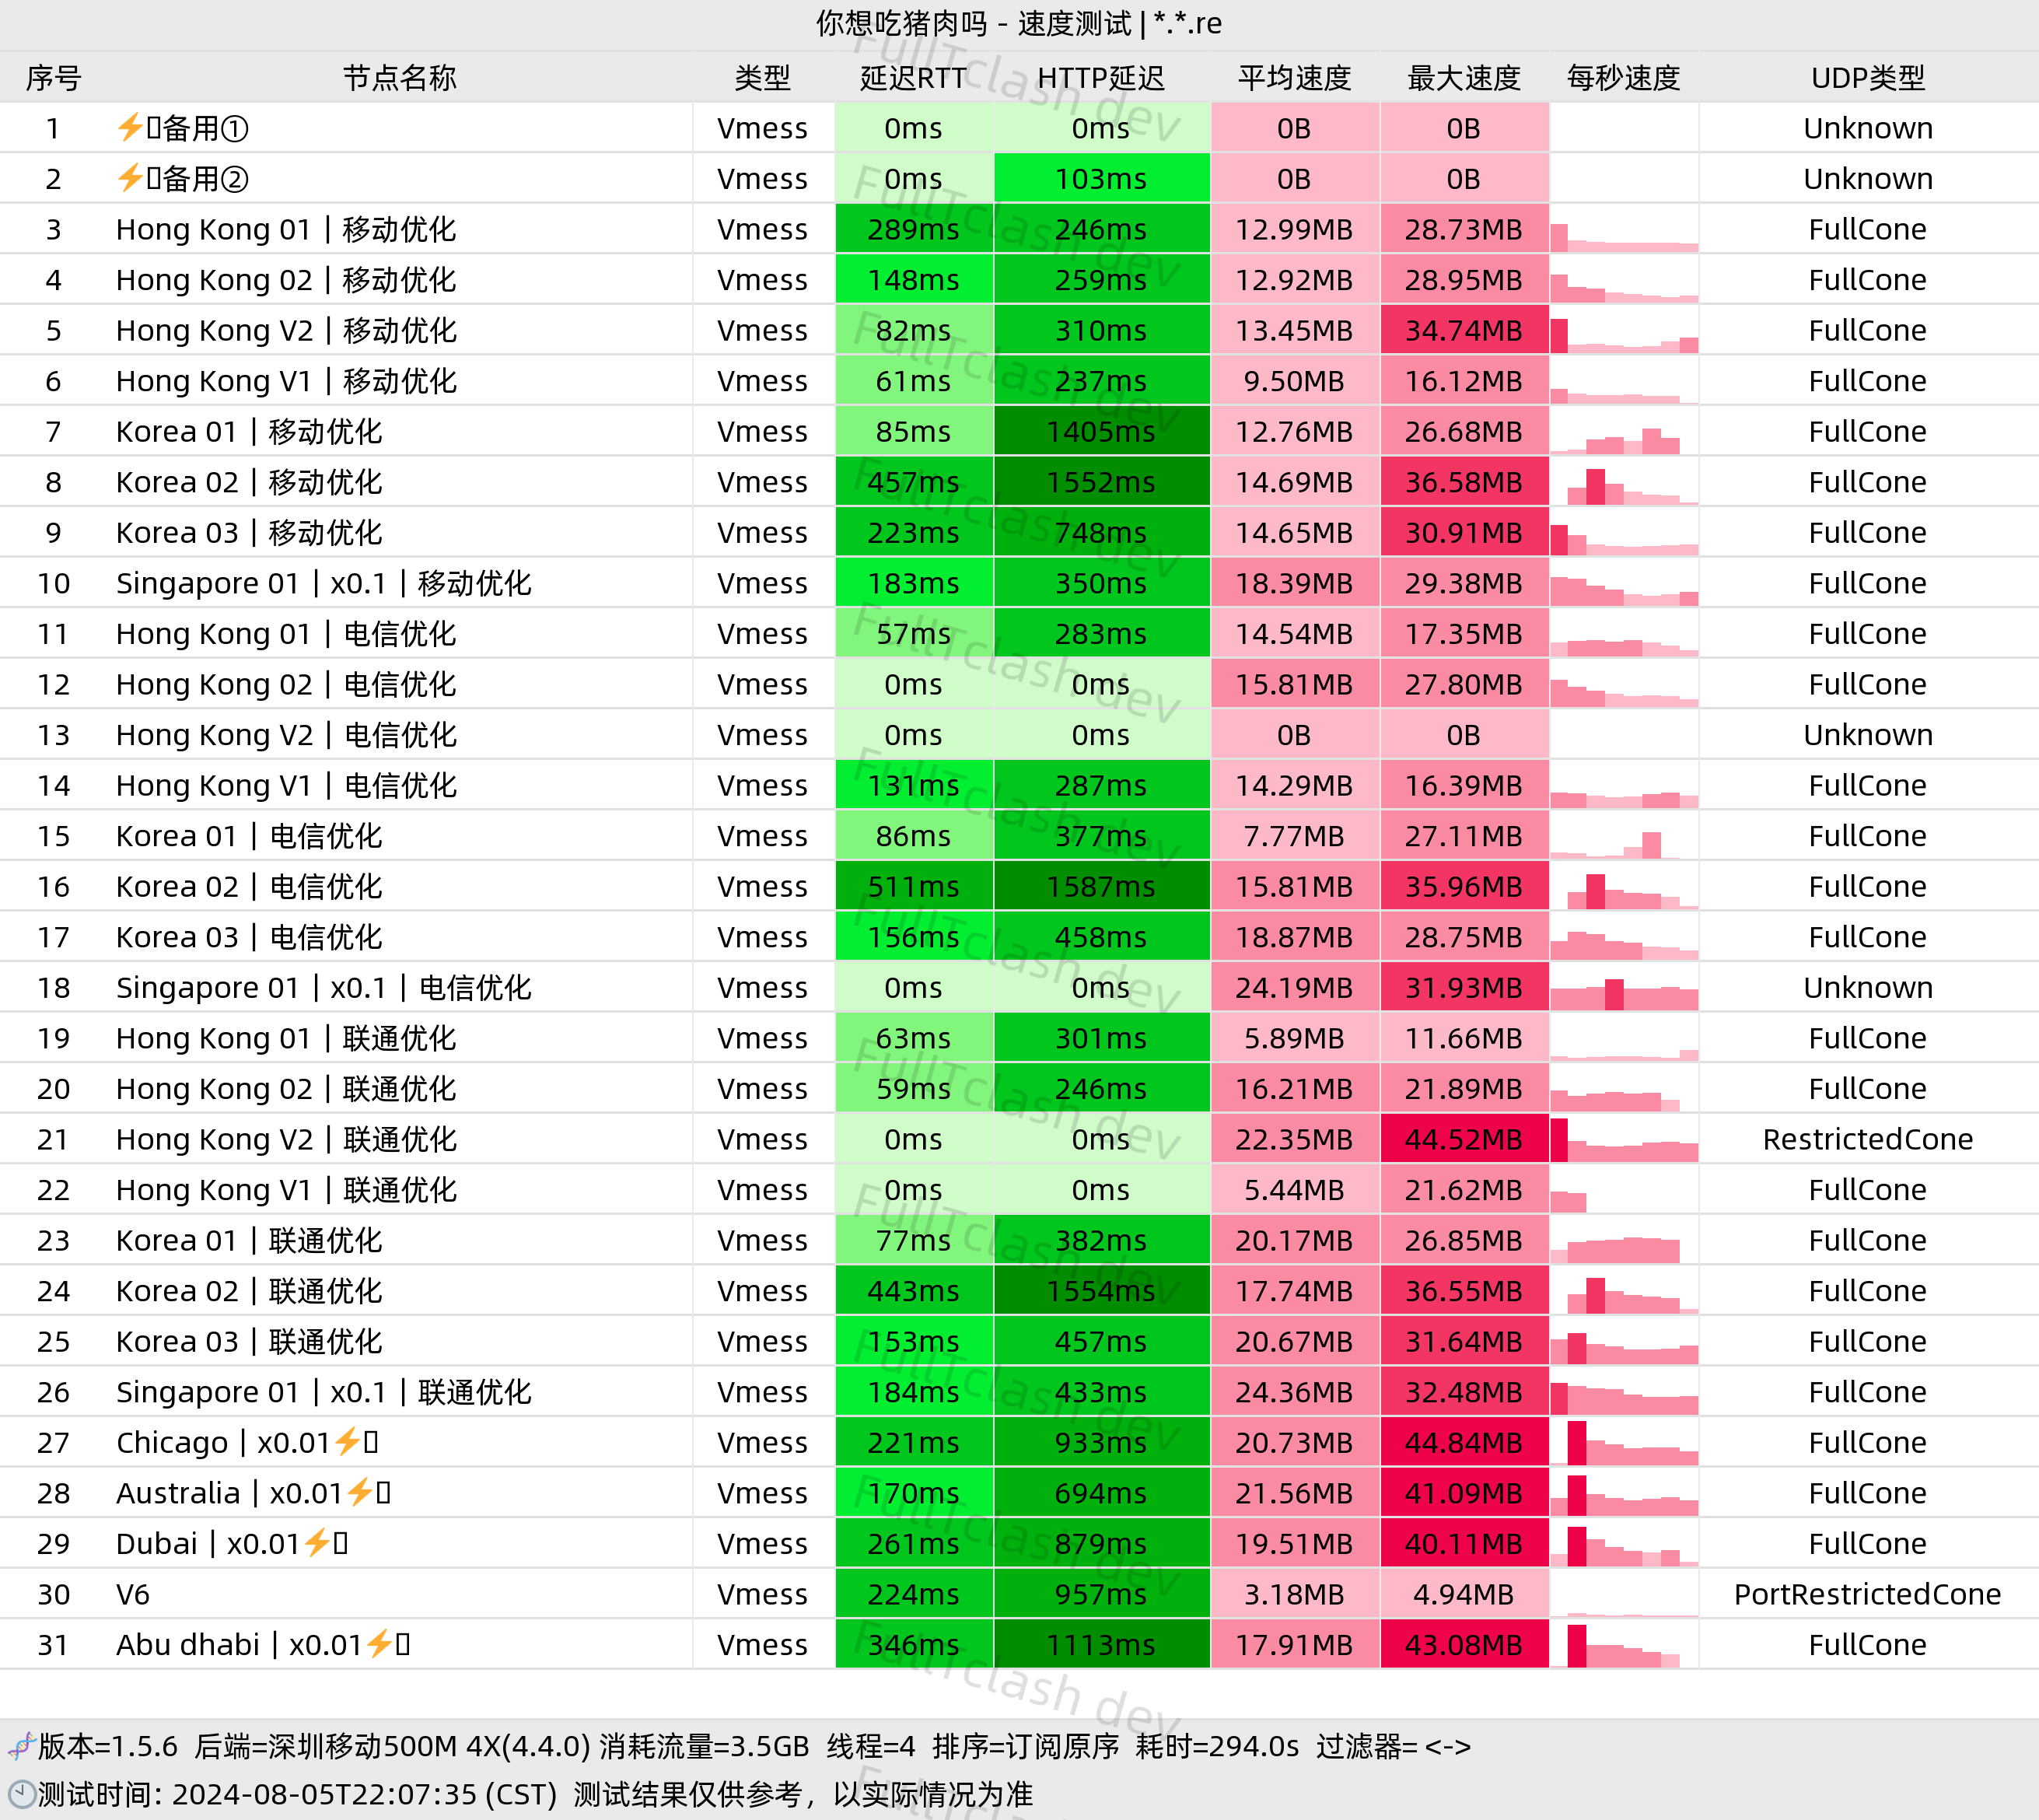 你想吃猪肉吗 - 速度测试 | *.*.re
序号 节点名称 类型 延迟RTT HTTP延迟 平均速度 最大速度 每秒速度 UDP类型
1 ⚡备用① Vmess 0ms 0ms 0B 0B Unknown
2 ⚡备用② Vmess 0ms 103ms 0B 0B Unknown
3 Hong Kong 01 | 移动优化 Vmess 289ms 246ms 12.99MB 28.73MB FullCone
4 Hong Kong 02 | 移动优化 Vmess 148ms 259ms 12.92MB 28.95MB FullCone
5 Hong Kong V2 | 移动优化 Vmess 82ms 310ms 13.45MB 34.74MB FullCone
6 Hong Kong V1 | 移动优化 Vmess 61ms 237ms 9.50MB 16.12MB FullCone
7 Korea 01 | 移动优化 Vmess 85ms 1405ms 12.76MB 26.68MB FullCone
8 Korea 02 | 移动优化 Vmess 457ms 1552ms 14.69MB 36.58MB FullCone
9 Korea 03 | 移动优化 Vmess 223ms 748ms 14.65MB 30.91MB FullCone
10 Singapore 01 | x0.1 | 移动优化 Vmess 183ms 350ms 18.39MB 29.38MB FullCone
11 Hong Kong 01 | 电信优化 Vmess 57ms 283ms 14.54MB 17.35MB FullCone
12 Hong Kong 02 | 电信优化 Vmess 0ms 0ms 15.81MB 27.80MB FullCone
13 Hong Kong V2 | 电信优化 Vmess 0ms 0ms 0B 0B Unknown
14 Hong Kong V1 | 电信优化 Vmess 131ms 287ms 14.29MB 16.39MB FullCone
15 Korea 01 | 电信优化 Vmess 86ms 377ms 7.77MB 27.11MB FullCone
16 Korea 02 | 电信优化 Vmess 511ms 1587ms 15.81MB 35.96MB FullCone
17 Korea 03 | 电信优化 Vmess 156ms 458ms 18.87MB 28.75MB FullCone
18 Singapore 01 | x0.1 | 电信优化 Vmess 0ms 0ms 24.19MB 31.93MB Unknown
19 Hong Kong 01 | 联通优化 Vmess 63ms 301ms 5.89MB 11.66MB FullCone
20 Hong Kong 02 | 联通优化 Vmess 59ms 246ms 16.21MB 21.89MB FullCone
21 Hong Kong V2 | 联通优化 Vmess 0ms 0ms 22.35MB 44.52MB RestrictedCone
22 Hong Kong V1 | 联通优化 Vmess 0ms 0ms 5.44MB 21.62MB FullCone
23 Korea 01 | 联通优化 Vmess 77ms 382ms 20.17MB 26.85MB FullCone
24 Korea 02 | 联通优化 Vmess 443ms 1554ms 17.74MB 36.55MB FullCone
25 Korea 03 | 联通优化 Vmess 153ms 457ms 20.67MB 31.64MB FullCone
26 Singapore 01 | x0.1 | 联通优化 Vmess 184ms 433ms 24.36MB 32.48MB FullCone
27 Chicago | x0.01⚡ Vmess 221ms 933ms 20.73MB 44.84MB FullCone
28 Australia | x0.01⚡ Vmess 170ms 694ms 21.56MB 41.09MB FullCone
29 Dubai | x0.01⚡ Vmess 261ms 879ms 19.51MB 40.11MB FullCone
30 V6 Vmess 224ms 957ms 3.18MB 4.94MB PortRestrictedCone
31 Abu dhabi | x0.01⚡ Vmess 346ms 1113ms 17.91MB 43.08MB FullCone
🧬版本=1.5.6 后端=深圳移动500M 4X(4.4.0) 消耗流量=3.5GB 线程=4 排序=订阅原序 耗时=294.0s 过滤器= <->
🕙测试时间: 2024-08-05T22:07:35 (CST) 测试结果仅供参考，以实际情况为准
FullTclash dev